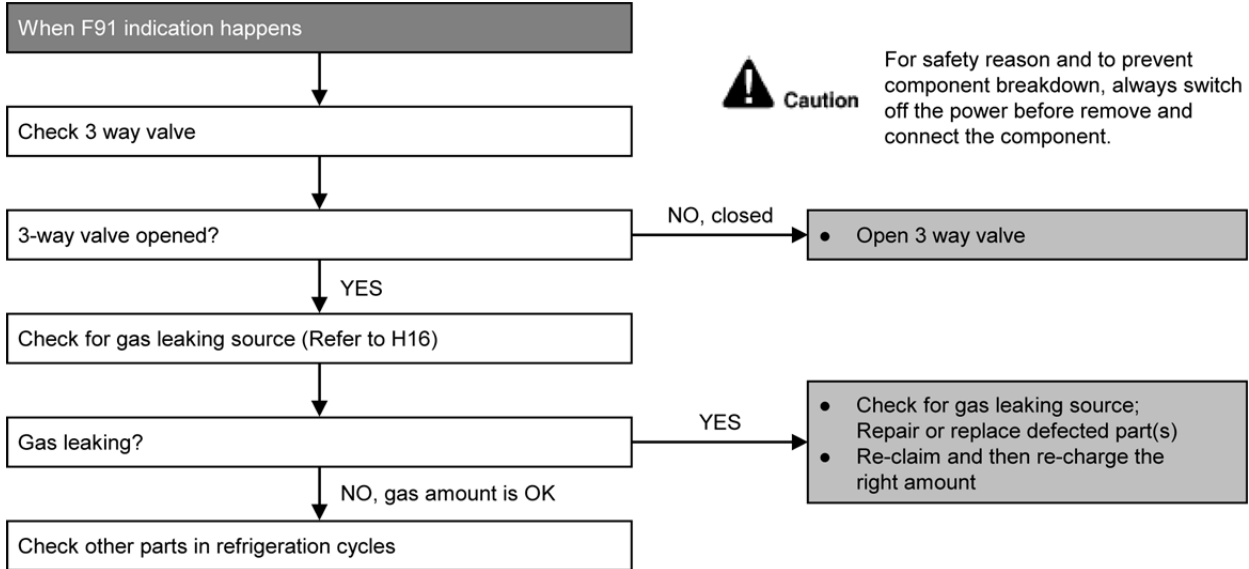 When F91 indication happens
For safety reason and to prevent
component breakdown, always switch
off the power before remove and
connect the component.
Caution
Check 3 way valve
3-way valve opened?
NO, closed
● Open 3 way valve
YES
Check for gas leaking source (Refer to H16)
Gas leaking?
YES
● Check for gas leaking source;
Repair or replace defected part(s)
● Re-claim and then re-charge the
right amount
NO, gas amount is OK
Check other parts in refrigeration cycles